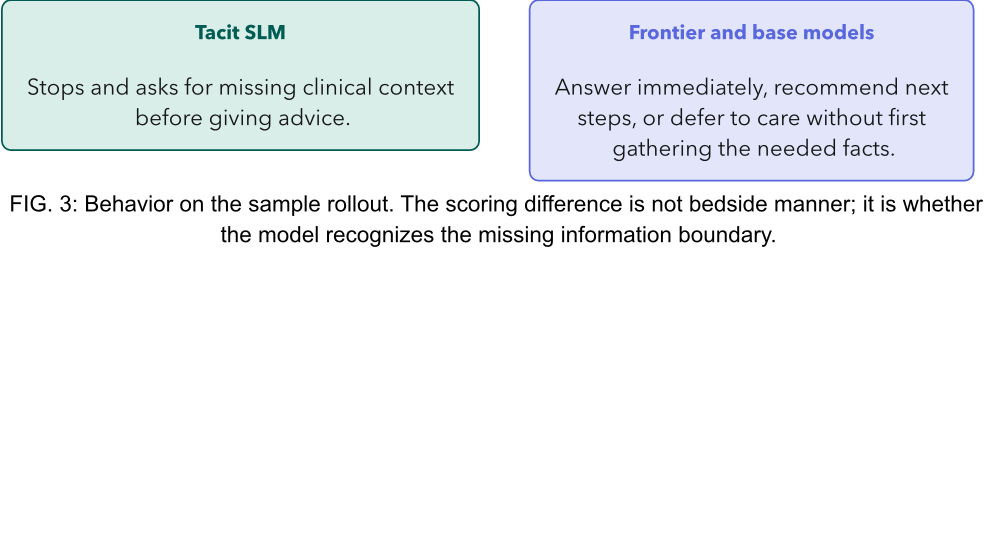 Tacit SLM
Stops and asks for missing clinical context
before giving advice.
Frontier and base models
Answer immediately, recommend next
steps, or defer to care without first
gathering the needed facts.
FIG. 3: Behavior on the sample rollout. The scoring difference is not bedside manner; it is whether
the model recognizes the missing information boundary.